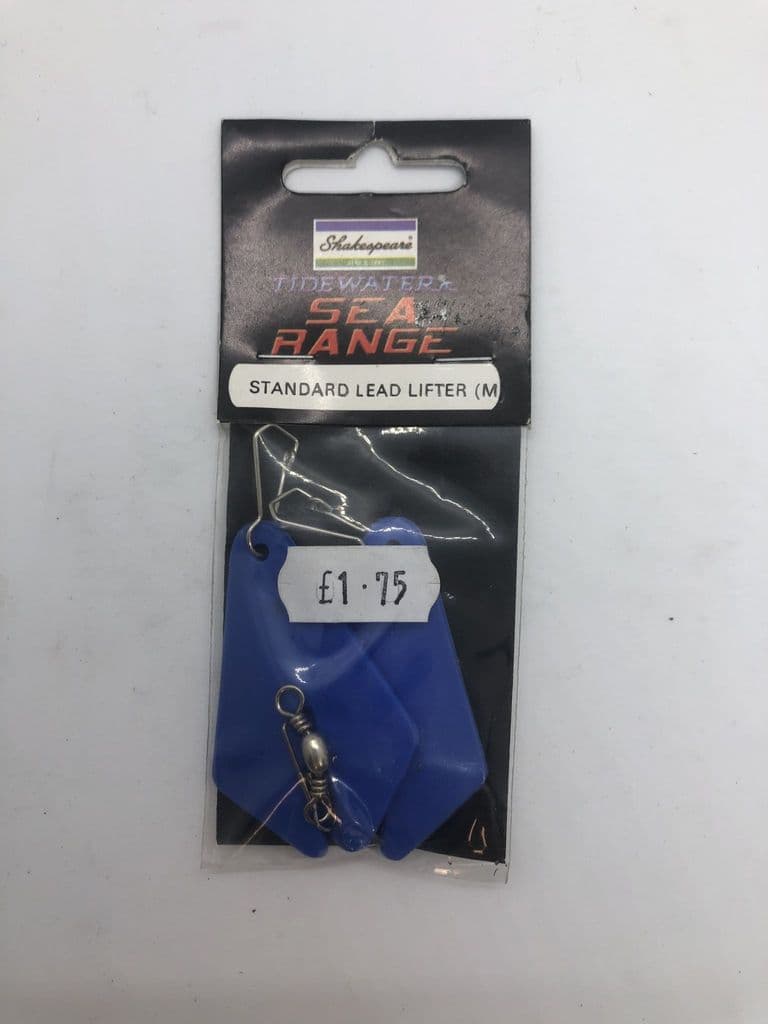 Shakespeare
TIDEWATER
SEA
RANGE
STANDARD LEAD LIFTER (M
£1.75